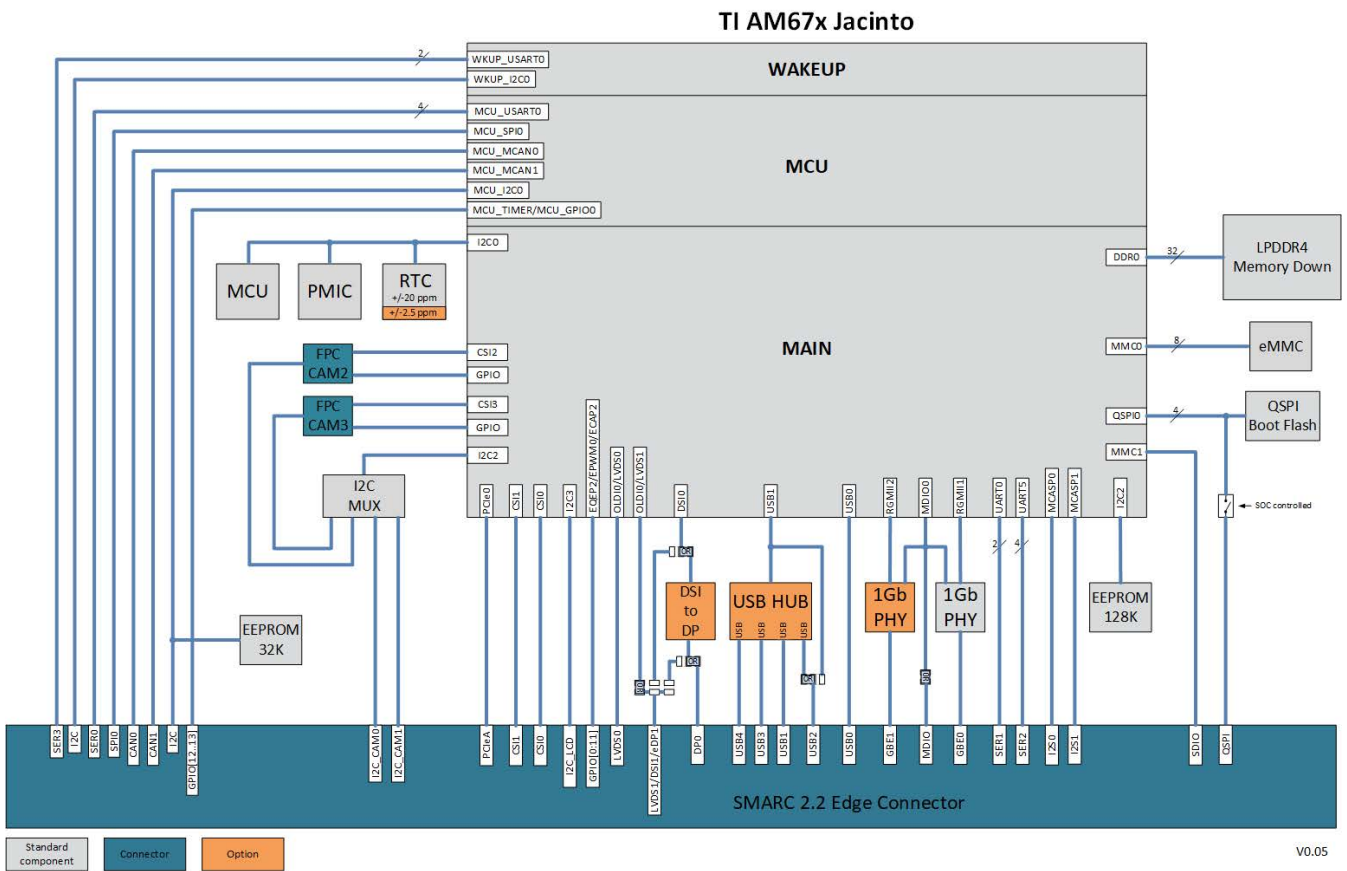 TI AM67x Jacinto
WKUP_USART0
WKUP_I2C0
WAKEUP
2
MCU_USART0
MCU_SPI0
MCU_MCAN0
MCU_MCAN1
MCU_I2C0
MCU_TIMER/MCU_GPIO0
MCU
4
I2C0
MCU
PMIC
RTC
+/-20 ppm
+/-2.5 ppm
DDR0
32
LPDDR4
Memory Down
MAIN
FPC
CAM2
CSI2
GPIO
MMC0
8
eMMC
FPC
CAM3
CSI3
GPIO
QSPI0
4
QSPI
Boot Flash
MMC1
I2C2
I2C
MUX
SOC controlled
PCIe0
CSI1
CSI0
I2C3
EQEP2/EPWM0/ECAP2
OLDI0/LVDS0
OLDI0/LVDS1
DSI0
USB1
USB0
RGMII2
MDIO0
RGMII1
UART0
UART5
MCASP0
MCASP1
I2C2
2
4
OR
DSI
to
DP
USB HUB
USB
USB
USB
USB
1Gb
PHY
1Gb
PHY
EEPROM
128K
EEPROM
32K
OR
SER3
I2C
SER0
SPI0
CAN0
CAN1
I2C
GPIO[12..13]
I2C_CAM0
I2C_CAM1
PCIeA
CSI1
CSI0
I2C_LCD
GPIO[0:11]
LVDS0
LVDS1/DSI1/eDP1
DP0
USB4
USB3
USB1
USB2
USB0
GBE1
MDIO
GBE0
SER1
SER2
I2S0
I2S1
SDIO
QSPI
SMARC 2.2 Edge Connector
Standard
component
Connector
Option
V0.05